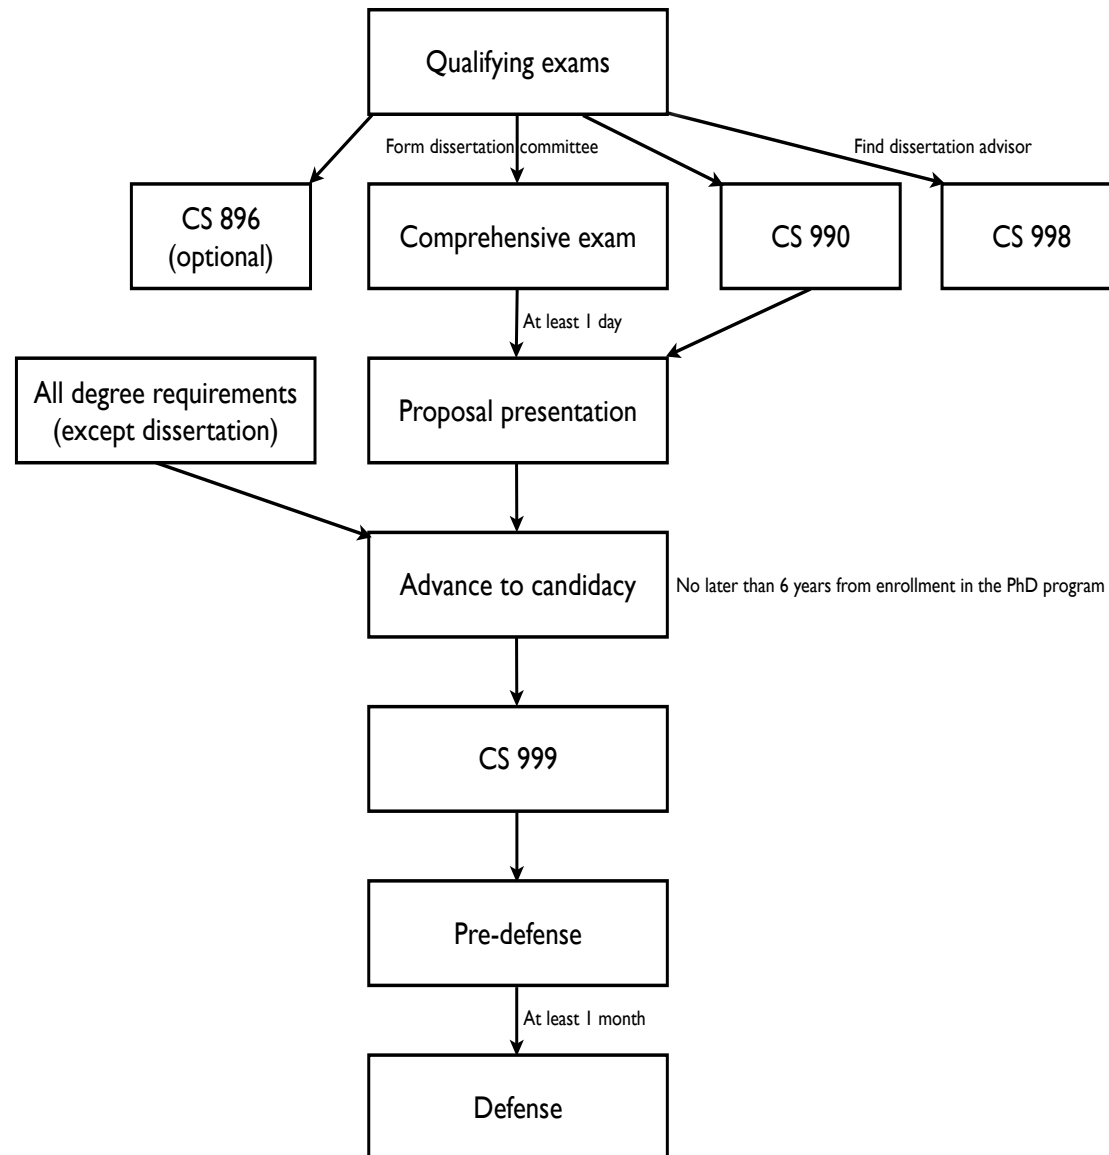 Qualifying exams
Form dissertation committee
Find dissertation advisor
CS 896
(optional)
Comprehensive exam
CS 990
CS 998
At least 1 day
All degree requirements
(except dissertation)
Proposal presentation
Advance to candidacy
No later than 6 years from enrollment in the PhD program
CS 999
Pre-defense
At least 1 month
Defense